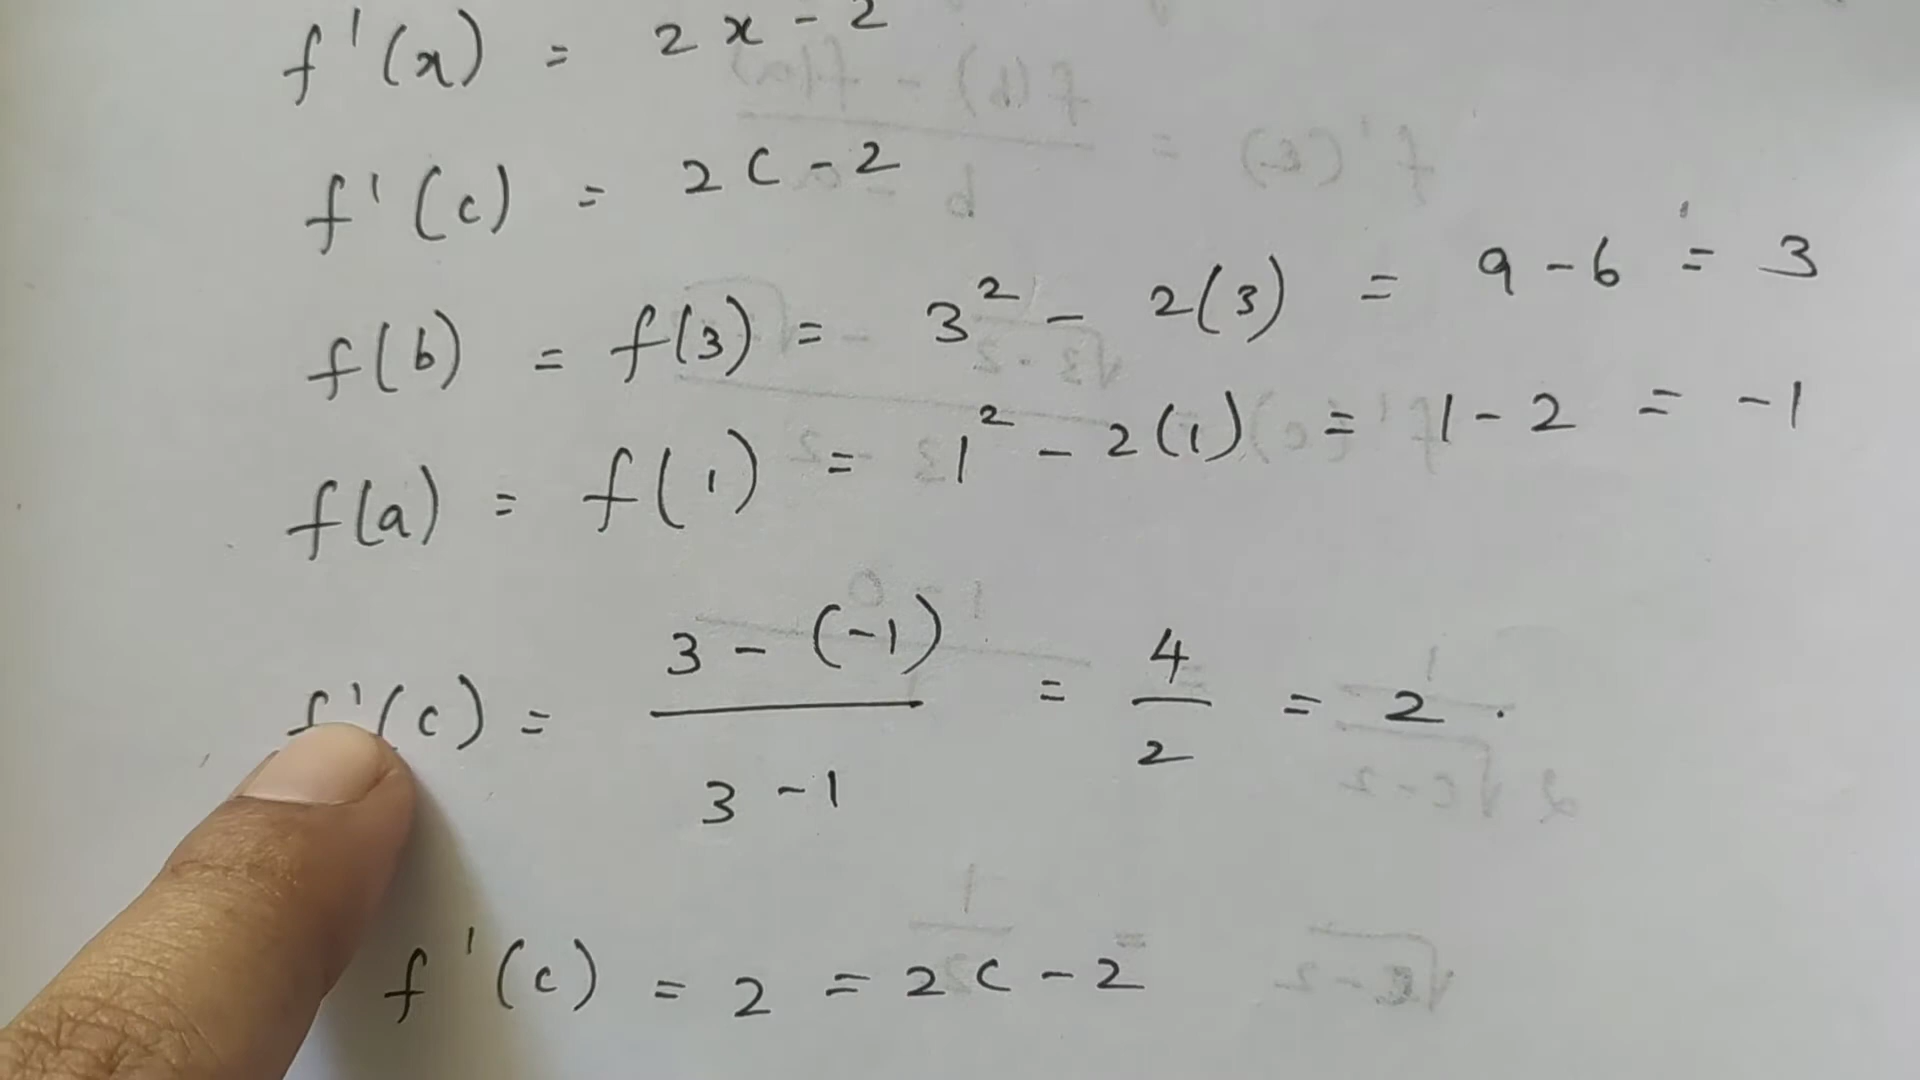 f'(x) = 2x - 2
f'(c) = 2c - 2
f(b) = f(3) = 3² - 2(3) = 9 - 6 = 3
f(a) = f(1) = 1² - 2(1) = 1 - 2 = -1
f'(c) = (3 - (-1))/(3 - 1) = 4/2 = 2.
f'(c) = 2 = 2c - 2